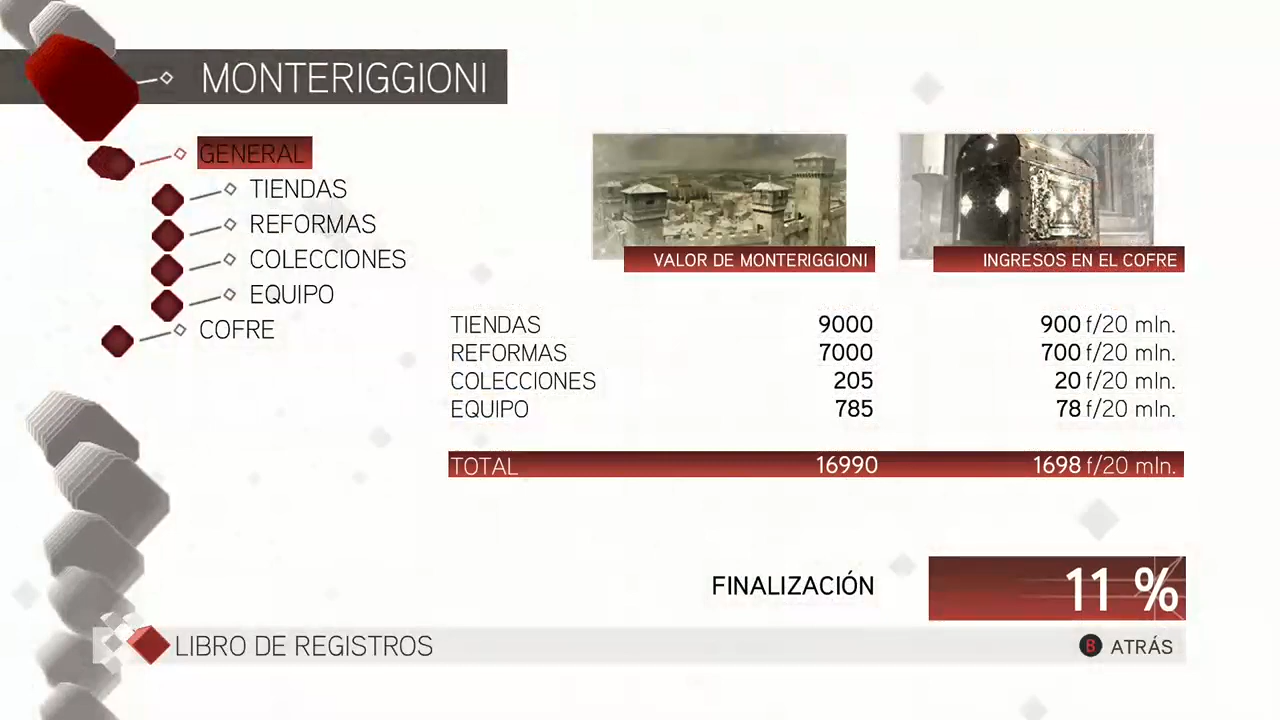 MONTERIGGIONI
GENERAL
TIENDAS
REFORMAS
COLECCIONES
EQUIPO
COFRE
VALOR DE MONTERIGGIONI
INGRESOS EN EL COFRE
TIENDAS 9000 900 f/20 mln.
REFORMAS 7000 700 f/20 mln.
COLECCIONES 205 20 f/20 mln.
EQUIPO 785 78 f/20 mln.
TOTAL 16990 1698 f/20 mln.
FINALIZACIÓN 11 %
LIBRO DE REGISTROS
B ATRÁS